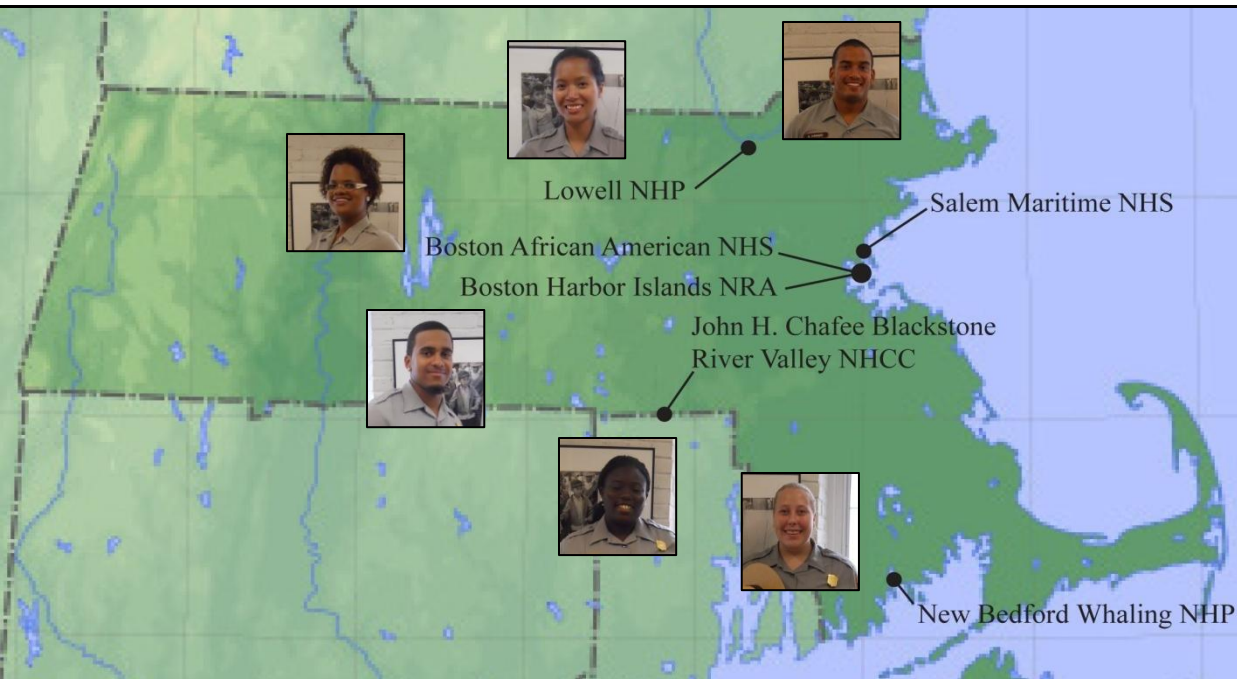 Lowell NHP
Salem Maritime NHS
Boston African American NHS
Boston Harbor Islands NRA
John H. Chafee Blackstone
River Valley NHCC
New Bedford Whaling NHP